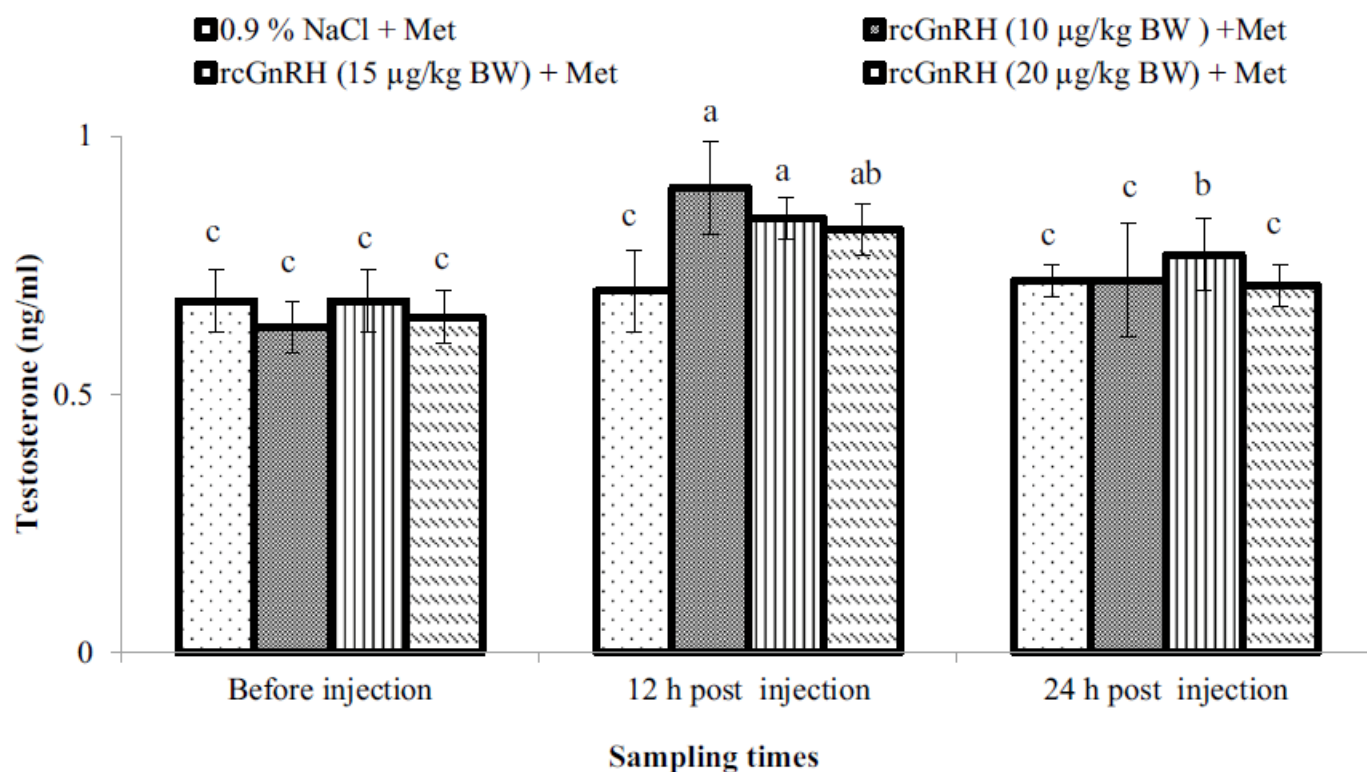 0.9 % NaCl + Met
rcGnRH (10 µg/kg BW ) +Met
rcGnRH (15 µg/kg BW) + Met
rcGnRH (20 µg/kg BW) + Met
1
0.5
0
Testosterone (ng/ml)
c
c
c
c
c
a
a
ab
c
c
b
c
Before injection
12 h post injection
24 h post injection
Sampling times